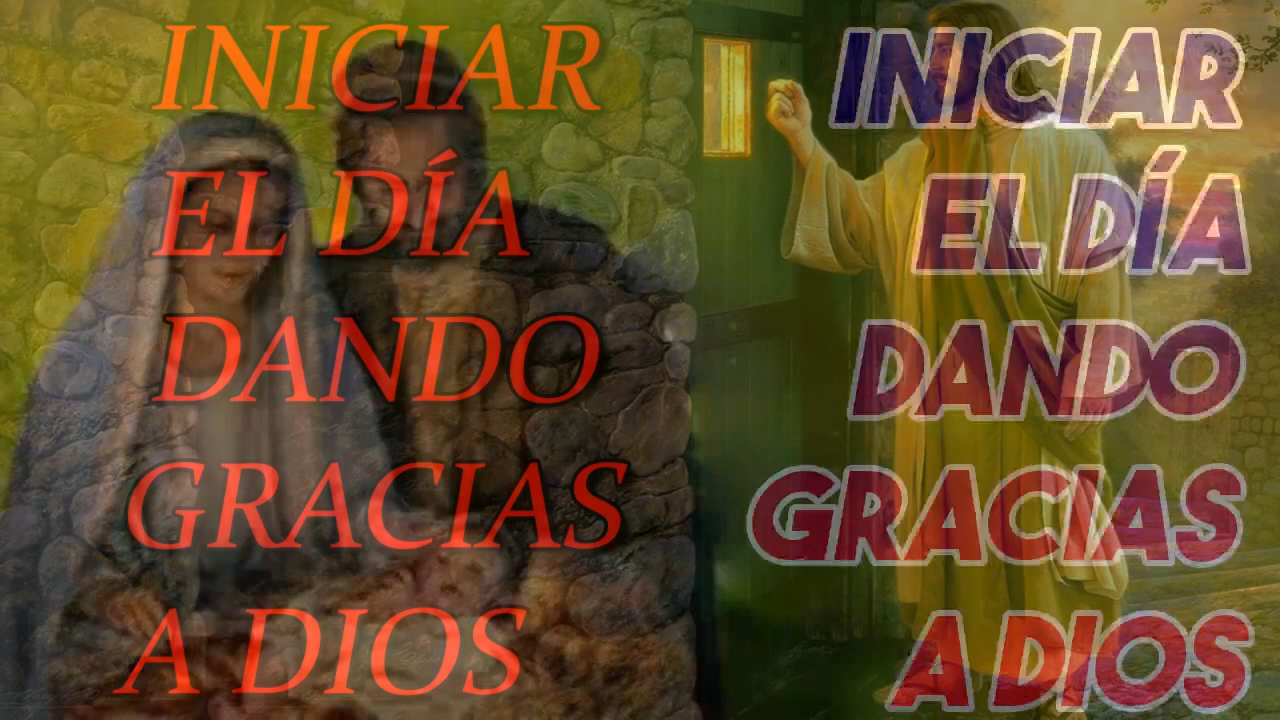 INICIAR
EL DÍA
DANDO
GRACIAS
A DIOS
INICIAR
EL DÍA
DANDO
GRACIAS
A DIOS